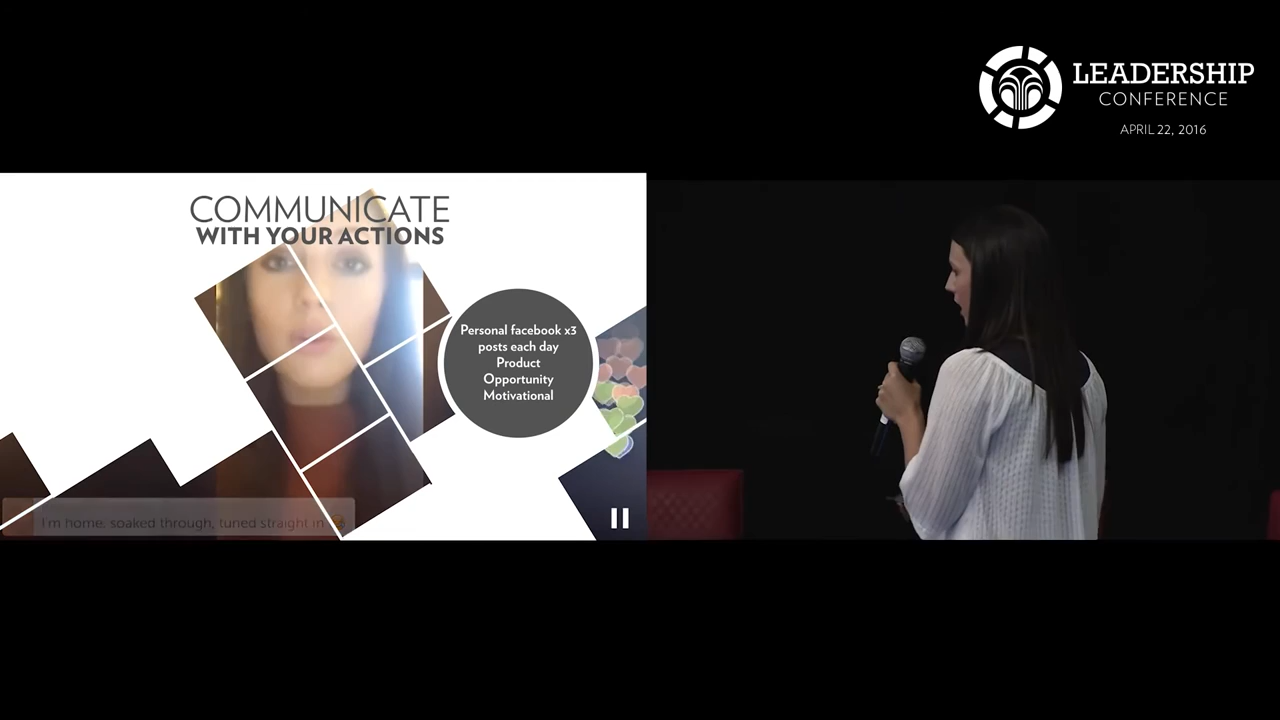 LEADERSHIP
CONFERENCE
APRIL 22, 2016
COMMUNICATE
WITH YOUR ACTIONS
Personal facebook x3
posts each day
Product
Opportunity
Motivational
I'm home: soaked through, tuned straight in 😘